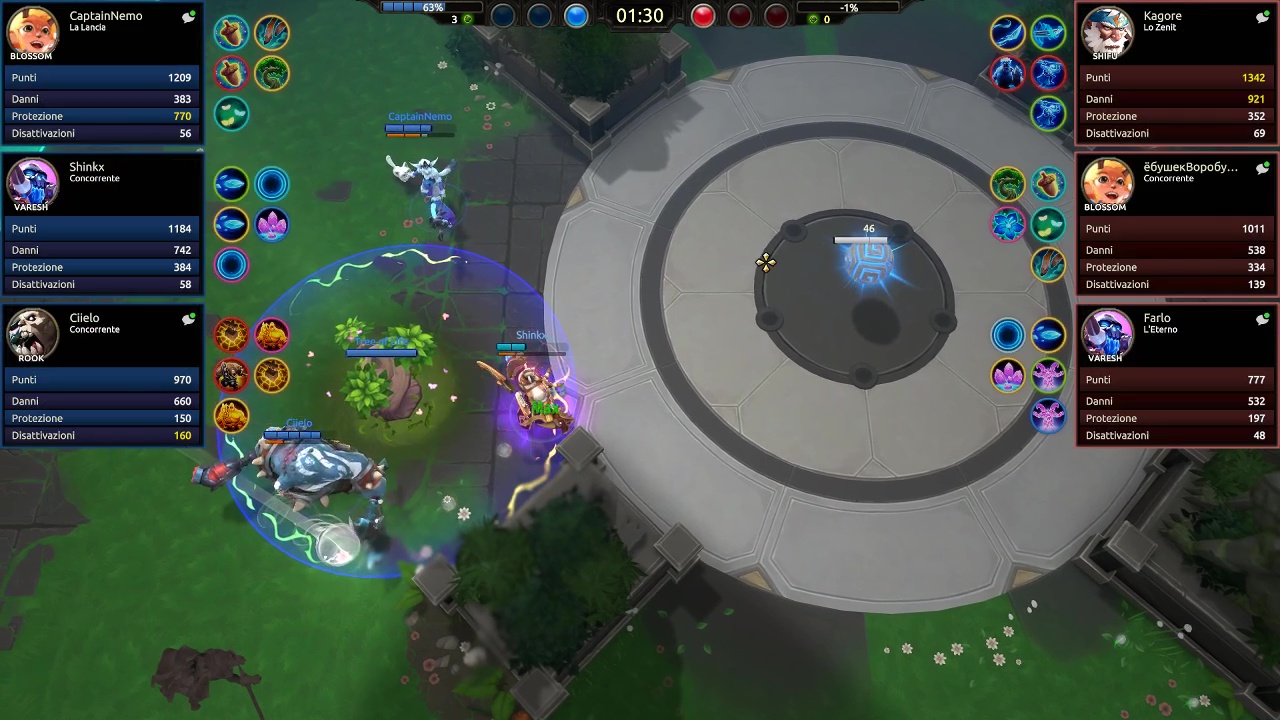 CaptainNemo
La Lancia
BLOSSOM
Punti 1209
Danni 383
Protezione 770
Disattivazioni 56
Shinkx
Concorrente
VARESH
Punti 1184
Danni 742
Protezione 384
Disattivazioni 58
Ciielo
Concorrente
ROOK
Punti 970
Danni 660
Protezione 150
Disattivazioni 160
63%
3
01:30
-1%
0
CaptainNemo
46
Shinkx
Tree of Life
Max
Ciielo
Kagore
Lo Zenit
SHIFU
Punti 1342
Danni 921
Protezione 352
Disattivazioni 69
ёбушекВоробу...
Concorrente
BLOSSOM
Punti 1011
Danni 538
Protezione 334
Disattivazioni 139
Farlo
L'Eterno
VARESH
Punti 777
Danni 532
Protezione 197
Disattivazioni 48